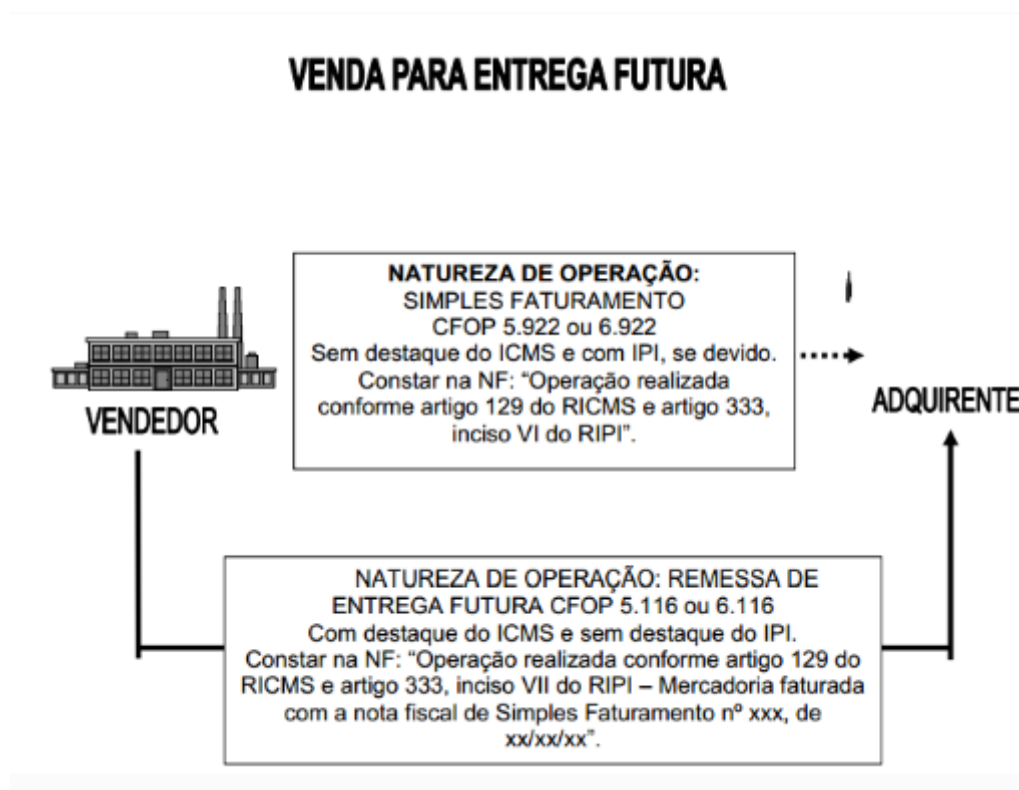 VENDA PARA ENTREGA FUTURA
NATUREZA DE OPERAÇÃO:
SIMPLES FATURAMENTO
CFOP 5.922 ou 6.922
Sem destaque do ICMS e com IPI, se devido.
Constar na NF: “Operação realizada
conforme artigo 129 do RICMS e artigo 333,
inciso VI do RIPI”.
VENDEDOR
ADQUIRENTE
NATUREZA DE OPERAÇÃO: REMESSA DE
ENTREGA FUTURA CFOP 5.116 ou 6.116
Com destaque do ICMS e sem destaque do IPI.
Constar na NF: “Operação realizada conforme artigo 129 do
RICMS e artigo 333, inciso VII do RIPI – Mercadoria faturada
com a nota fiscal de Simples Faturamento nº xxx, de
xx/xx/xx”.